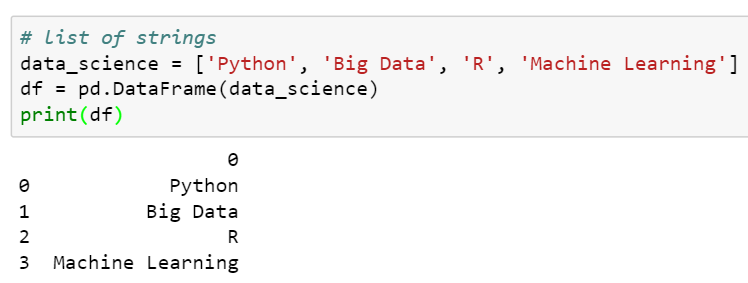 # list of strings
data_science = ['Python', 'Big Data', 'R', 'Machine Learning']
df = pd.DataFrame(data_science)
print(df)
0
0 Python
1 Big Data
2 R
3 Machine Learning